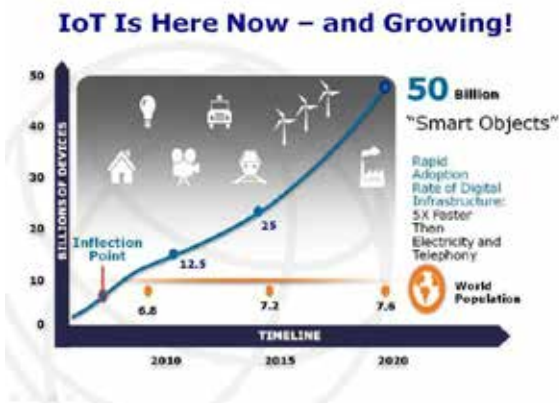 IoT Is Here Now – and Growing!
50
40
30
20
10
0
BILLIONS OF DEVICES
Inflection
Point
12.5
25
6.8
7.2
7.6
TIMELINE
2010
2015
2020
50 Billion
"Smart Objects"
Rapid
Adoption
Rate of Digital
Infrastructure:
5X Faster
Then
Electricity and
Telephony
World
Population